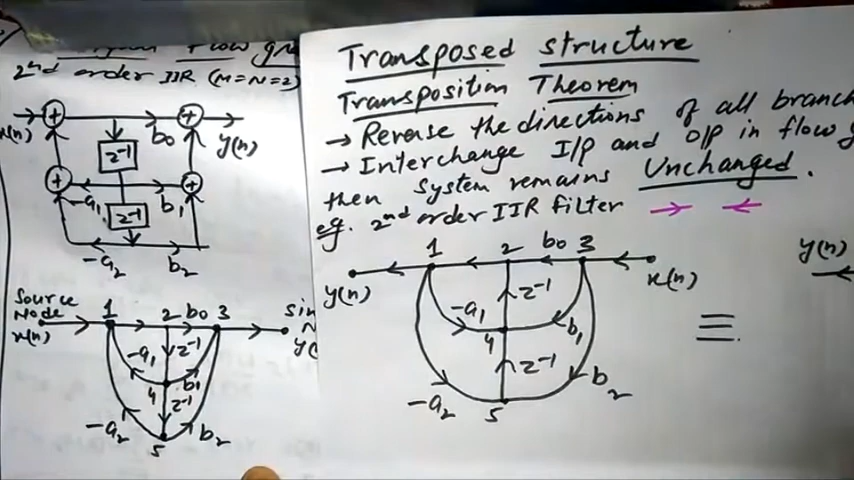 Flow
2nd order IIR (M=N=2)
x(n)
b0
y(n)
z-1
-a1
b1
z-1
-a2
b2
Source
Node
x(n)
1
2
b0
3
y(
-a1
z-1
b1
4
z-1
-a2
b2
5
Transposed structure
Transposition Theorem
→ Reverse the directions of all branch
→ Interchange I/p and O/p in flow g
then system remains Unchanged.
eg. 2nd order IIR filter
1
2
b0
3
y(n)
x(n)
-a1
z-1
b1
4
z-1
-a2
b2
5
≡
y(n)